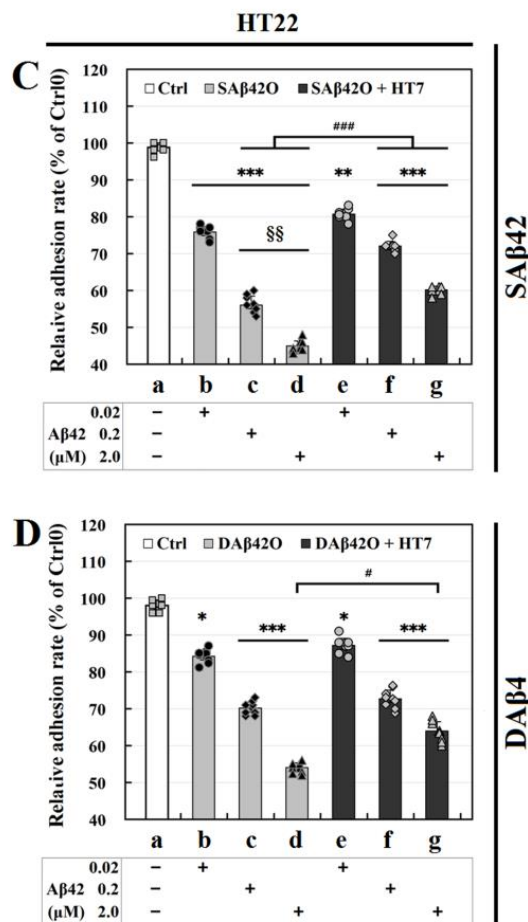 HT22
C
120
Ctrl SAβ42O SAβ42O + HT7
110
###
100
*** ** ***
90
80
§§
70
60
50
40
Relative adhesion rate (% of Ctrl0)
SAβ42
a b c d e f g
0.02 – + +
Aβ42 0.2 – + +
(μM) 2.0 – + +
D
120
Ctrl DAβ42O DAβ42O + HT7
110
#
100
* *** * ***
90
80
70
60
50
40
Relative adhesion rate (% of Ctrl0)
DAβ4
a b c d e f g
0.02 – + +
Aβ42 0.2 – + +
(μM) 2.0 – + +